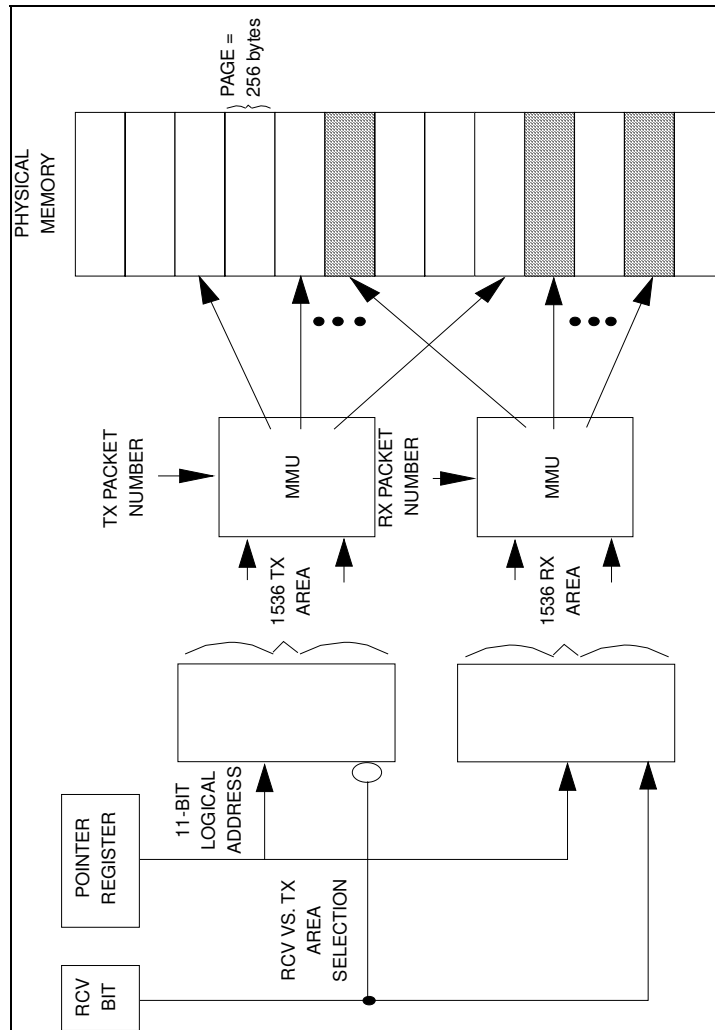 PHYSICAL
MEMORY
PAGE =
256 bytes
TX PACKET
NUMBER
MMU
RX PACKET
NUMBER
MMU
1536 TX
AREA
1536 RX
AREA
11-BIT
LOGICAL
ADDRESS
POINTER
REGISTER
RCV VS. TX
AREA
SELECTION
RCV
BIT